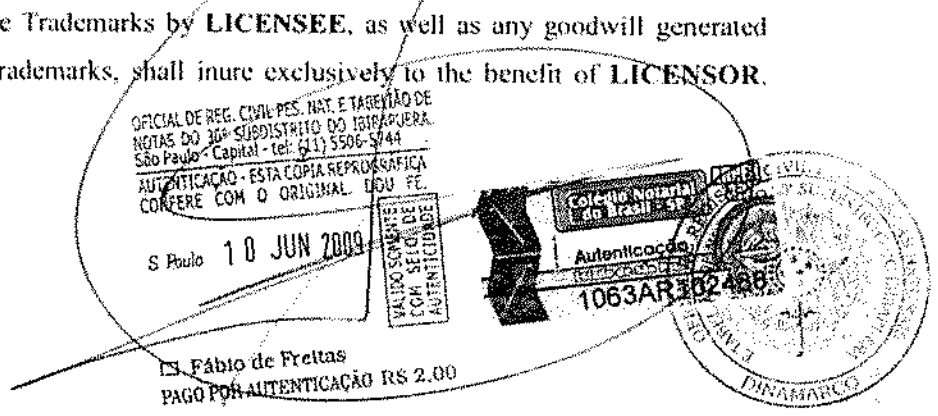 e Trademarks by LICENSEE, as well as any goodwill generated
rademarks, shall inure exclusively to the benefit of LICENSOR.
OFICIAL DE REG. CIVIL PES. NAT. E TABELIÃO DE
NOTAS DO 30º SUBDISTRITO DO IBIRAPUERA.
São Paulo - Capital - tel: (11) 5506-5744
AUTENTICAÇÃO - ESTA CÓPIA REPROGRÁFICA
CONFERE COM O ORIGINAL. DOU FÉ.
S. Paulo 10 JUN 2009
VALIDO SOMENTE
COM SELO DE
AUTENTICIDADE
Colégio Notarial
do Brasil - SP
Autenticação
1063AR
Fábio de Freitas
PAGO POR AUTENTICAÇÃO R$ 2,00
DINAMARCO